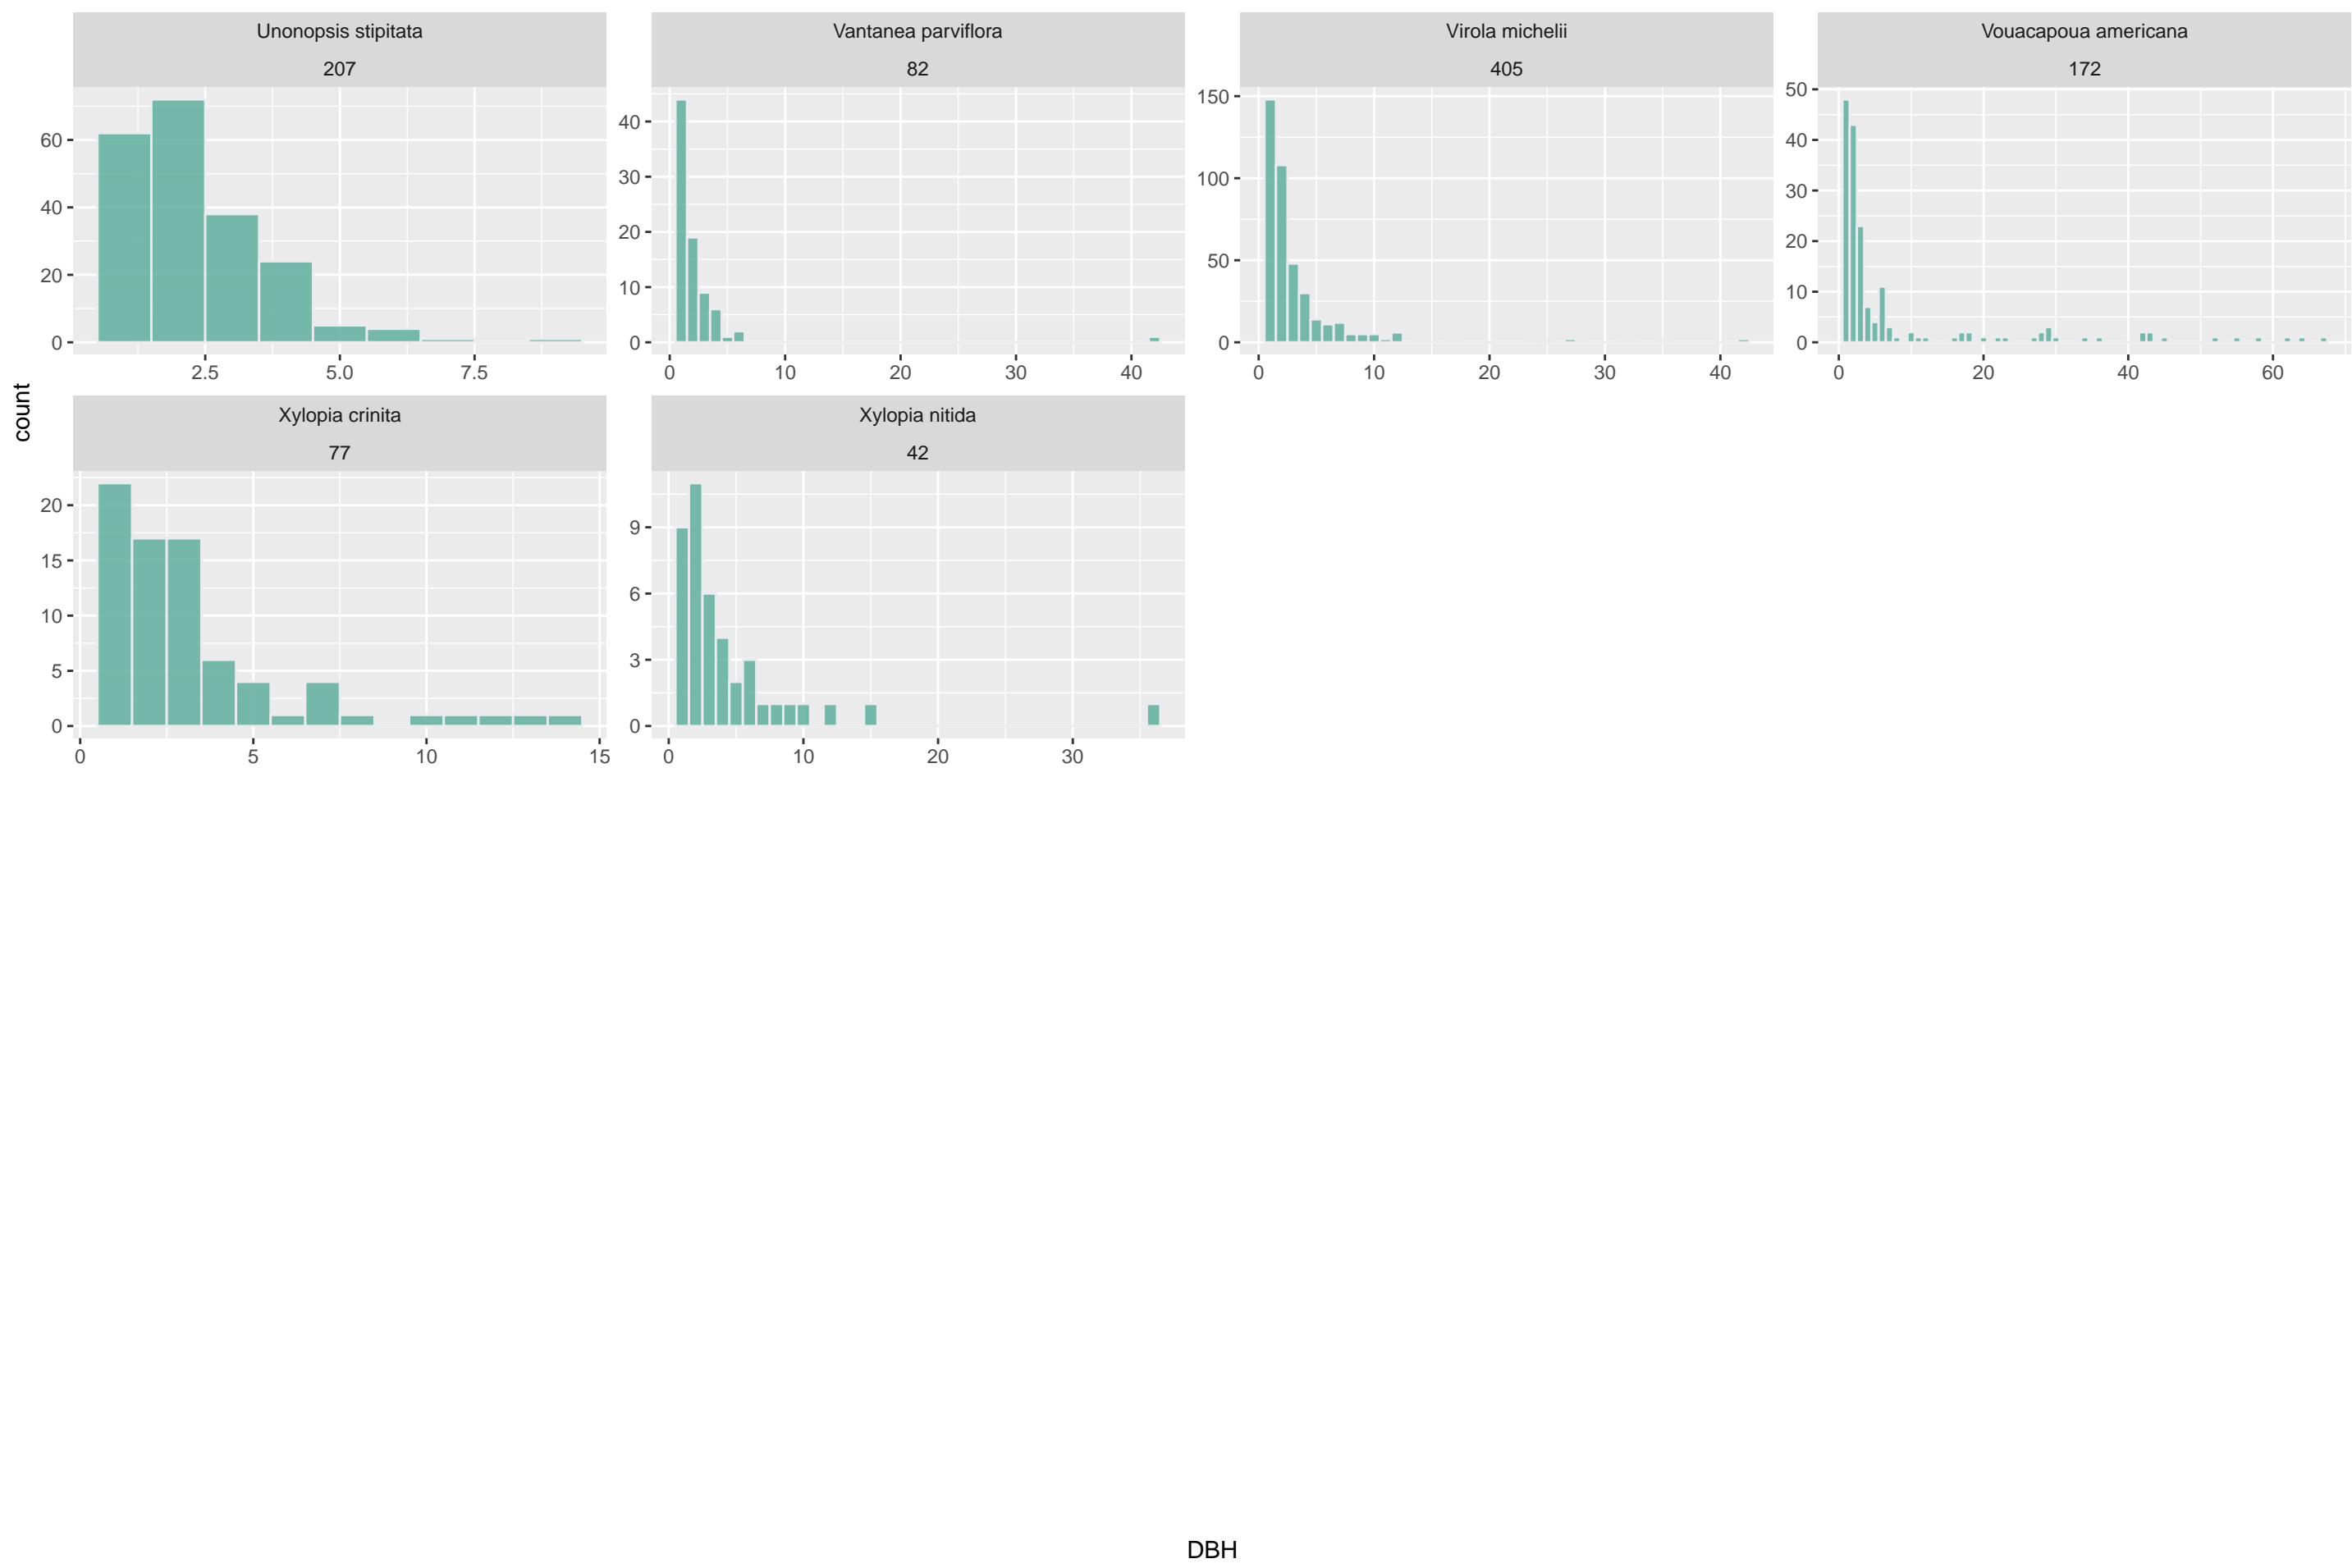 Unonopsis stipitata
207
Vantanea parviflora
82
Virola michelii
405
Vouacapoua americana
172
60
40
20
0
2.5 5.0 7.5
40
30
20
10
0
0 10 20 30 40
150
100
50
0
0 10 20 30 40
50
40
30
20
10
0
0 20 40 60
count
Xylopia crinita
77
Xylopia nitida
42
20
15
10
5
0
0 5 10 15
9
6
3
0
0 10 20 30
DBH